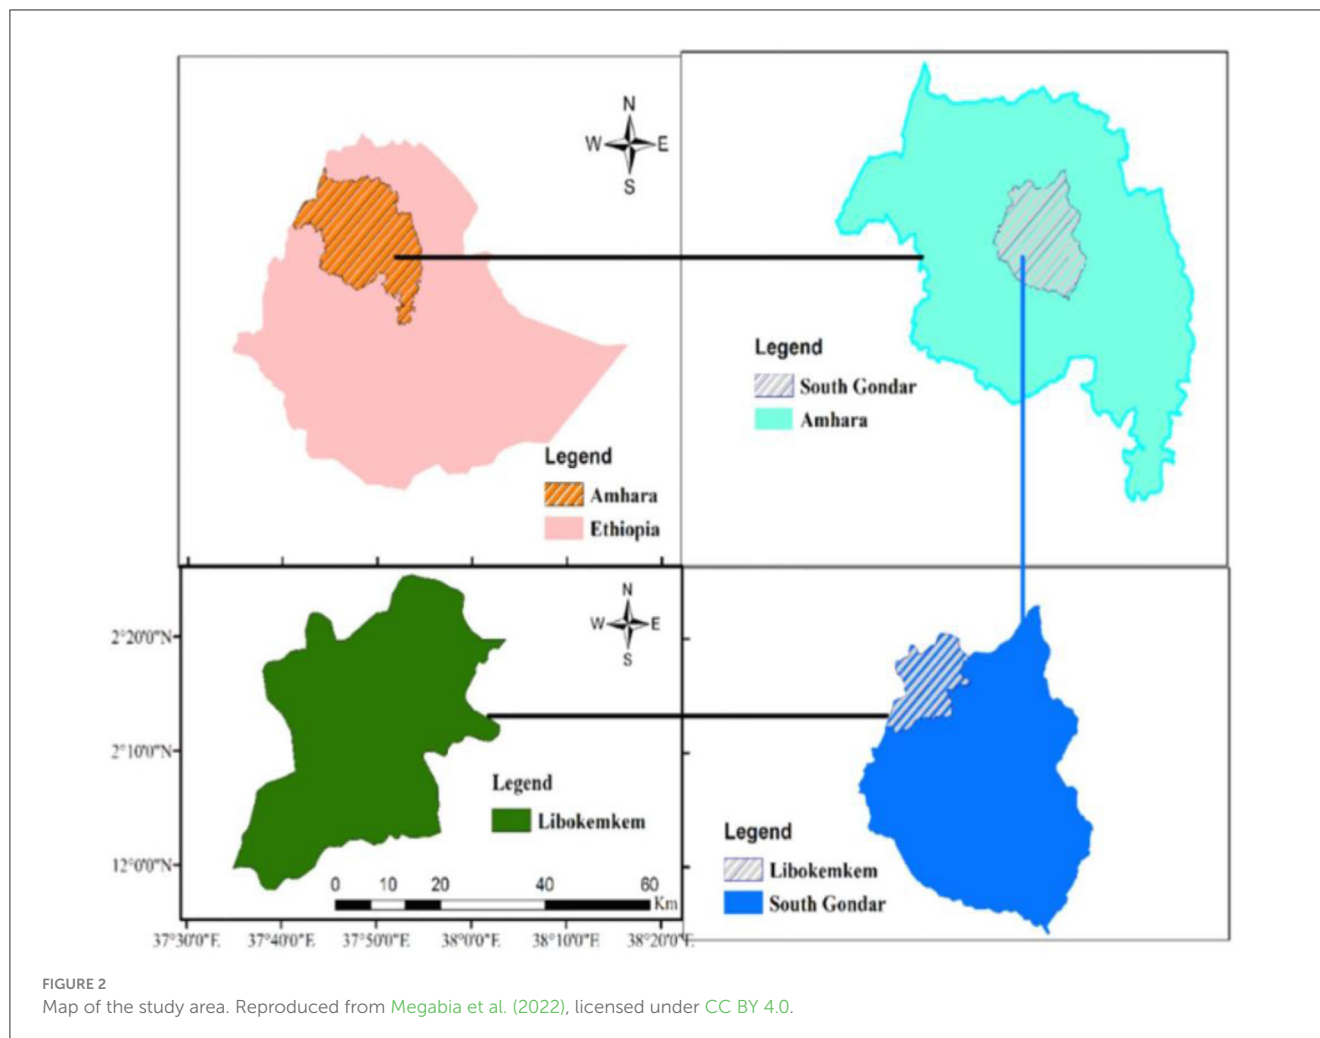 N
W E
S
Legend
Amhara
Ethiopia
Legend
South Gondar
Amhara
2°20'0"N
2°10'0"N
12°0'0"N
N
W E
S
Legend
Libokemkem
0 10 20 40 60
Km
37°30'0"E 37°40'0"E 37°50'0"E 38°0'0"E 38°10'0"E 38°20'0"E
Legend
Libokemkem
South Gondar
FIGURE 2
Map of the study area. Reproduced from Megabia et al. (2022), licensed under CC BY 4.0.